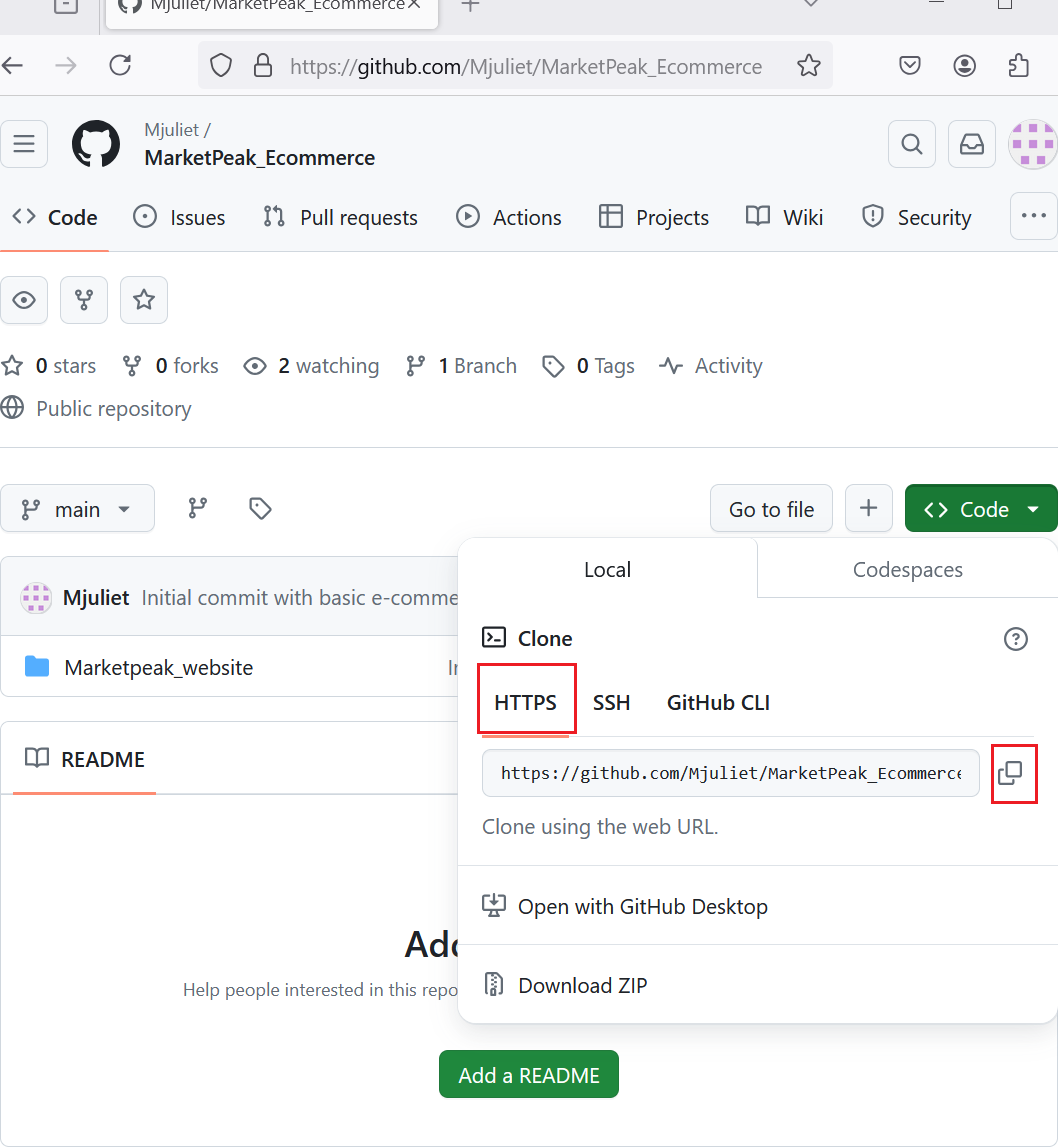 Mjuliet/MarketPeak_Ecommerce
https://github.com/Mjuliet/MarketPeak_Ecommerce
Mjuliet /
MarketPeak_Ecommerce
Code Issues Pull requests Actions Projects Wiki Security
0 stars 0 forks 2 watching 1 Branch 0 Tags Activity
Public repository
main Go to file Code
Local Codespaces
Mjuliet Initial commit with basic e-comme
Clone
Marketpeak_website
HTTPS SSH GitHub CLI
README
https://github.com/Mjuliet/MarketPeak_Ecommerce
Clone using the web URL.
Open with GitHub Desktop
Add
Help people interested in this repo
Download ZIP
Add a README